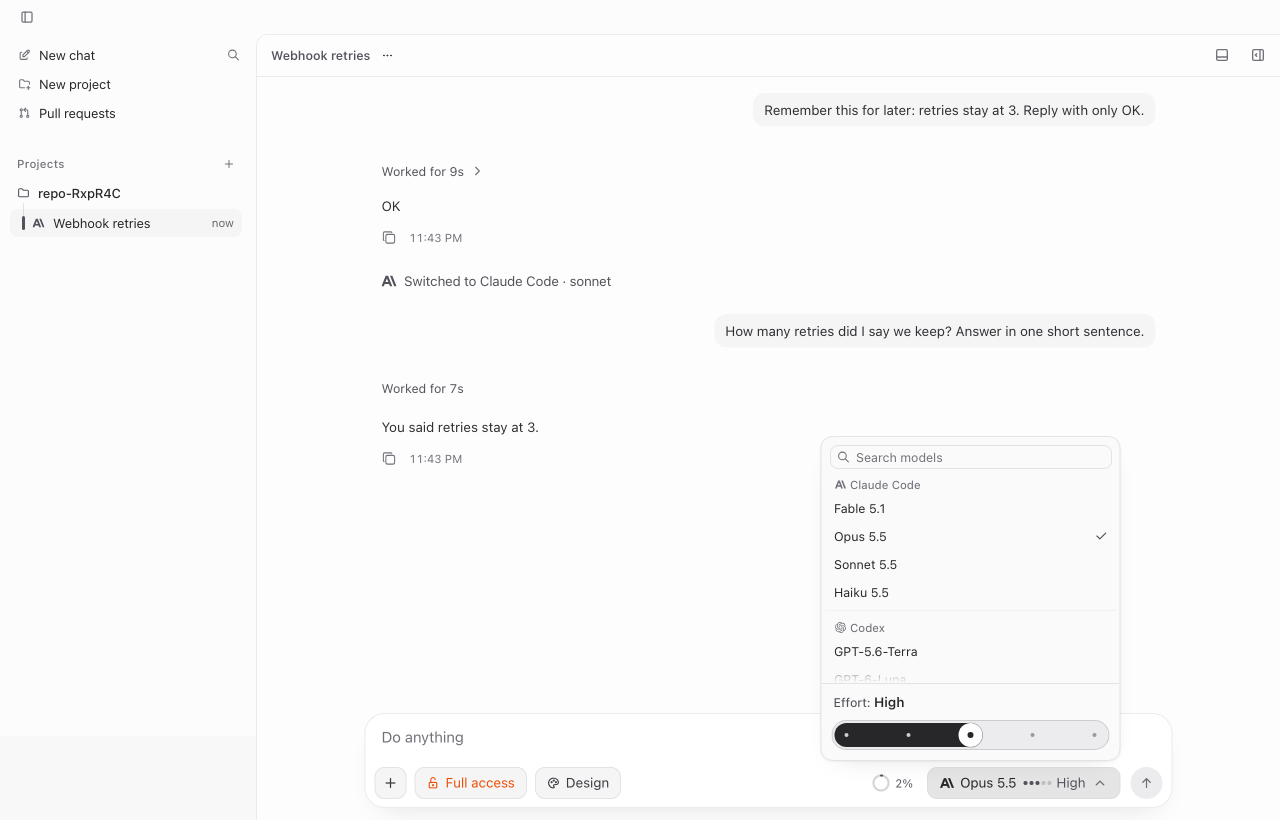 New chat
New project
Pull requests
Projects
repo-RxpR4C
Webhook retries
now
Webhook retries
Remember this for later: retries stay at 3. Reply with only OK.
Worked for 9s
OK
11:43 PM
Switched to Claude Code · sonnet
How many retries did I say we keep? Answer in one short sentence.
Worked for 7s
You said retries stay at 3.
11:43 PM
Search models
Claude Code
Fable 5.1
Opus 5.5
Sonnet 5.5
Haiku 5.5
Codex
GPT-5.6-Terra
GPT-6-Luna
Effort: High
Do anything
Full access
Design
2%
Opus 5.5
High